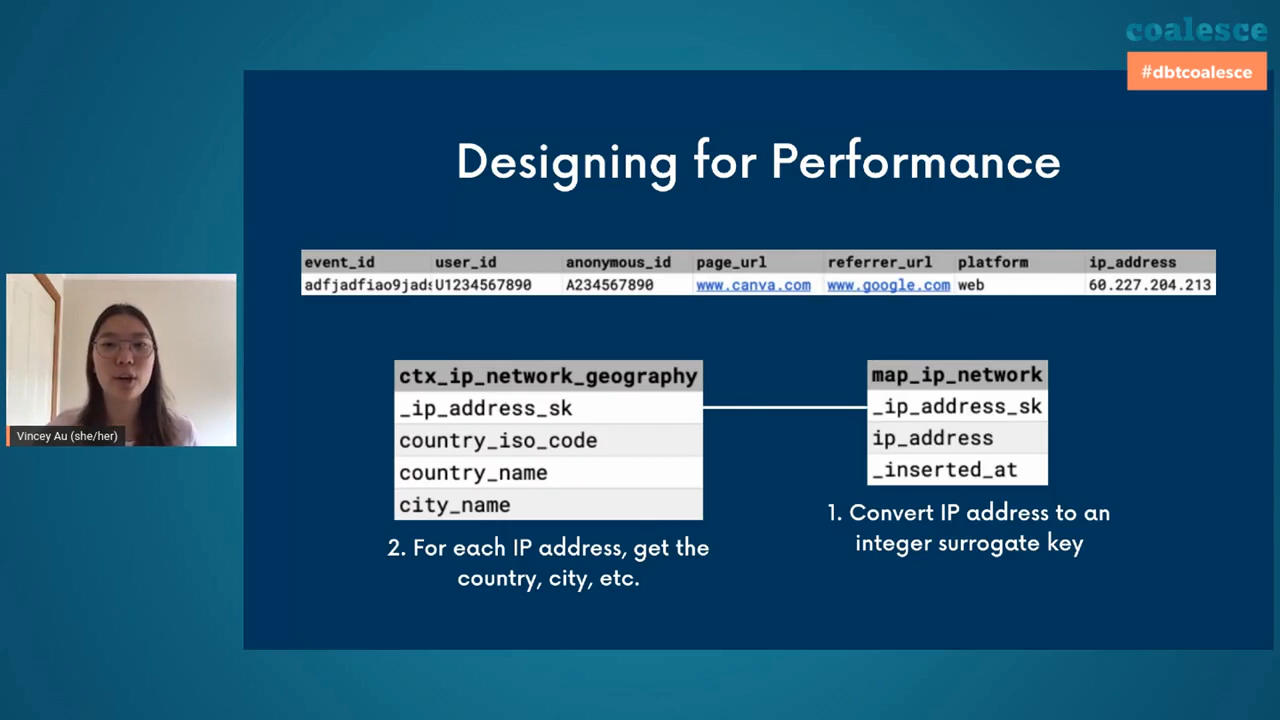 coalesce
#dbtcoalesce
Designing for Performance
event_id user_id anonymous_id page_url referrer_url platform ip_address
adfjadfiao9jads U1234567890 A234567890 www.canva.com www.google.com web 60.227.204.213
ctx_ip_network_geography
_ip_address_sk
country_iso_code
country_name
city_name
2. For each IP address, get the
country, city, etc.
map_ip_network
_ip_address_sk
ip_address
_inserted_at
1. Convert IP address to an
integer surrogate key
Vincey Au (she/her)